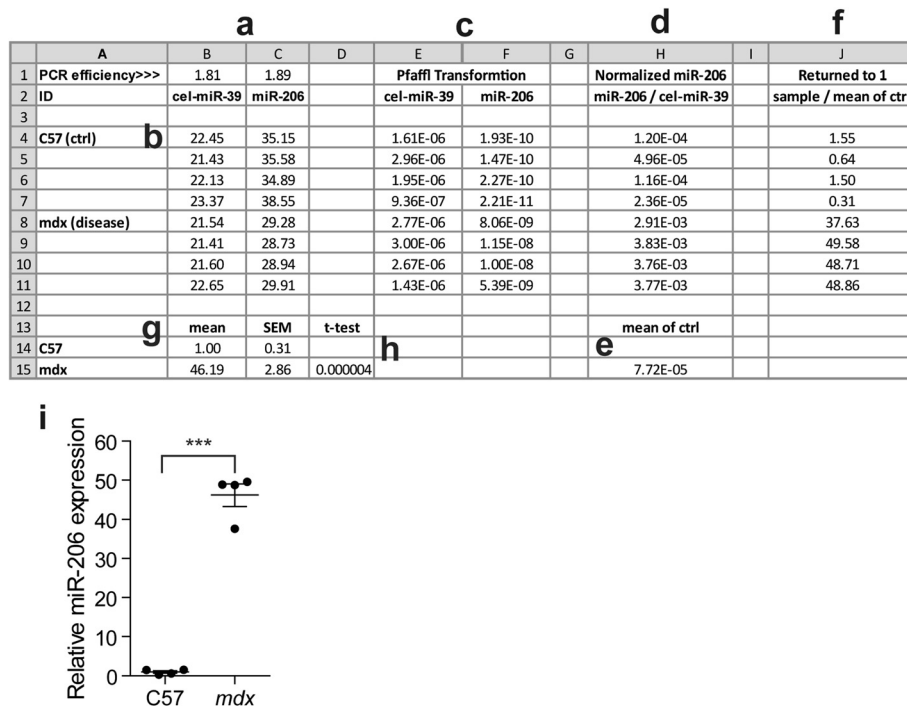 a c d f
A B C D E F G H I J
1 PCR efficiency>>> 1.81 1.89 Pfaffl Transformtion Normalized miR-206 Returned to 1
2 ID cel-miR-39 miR-206 cel-miR-39 miR-206 miR-206 / cel-miR-39 sample / mean of ctr
3
4 C57 (ctrl) b 22.45 35.15 1.61E-06 1.93E-10 1.20E-04 1.55
5 21.43 35.58 2.96E-06 1.47E-10 4.96E-05 0.64
6 22.13 34.89 1.95E-06 2.27E-10 1.16E-04 1.50
7 23.37 38.55 9.36E-07 2.21E-11 2.36E-05 0.31
8 mdx (disease) 21.54 29.28 2.77E-06 8.06E-09 2.91E-03 37.63
9 21.41 28.73 3.00E-06 1.15E-08 3.83E-03 49.58
10 21.60 28.94 2.67E-06 1.00E-08 3.76E-03 48.71
11 22.65 29.91 1.43E-06 5.39E-09 3.77E-03 48.86
12
13 g mean SEM t-test mean of ctrl
14 C57 1.00 0.31 h e
15 mdx 46.19 2.86 0.000004 7.72E-05
i
Relative miR-206 expression
***
60
50
40
30
20
10
0
C57 mdx